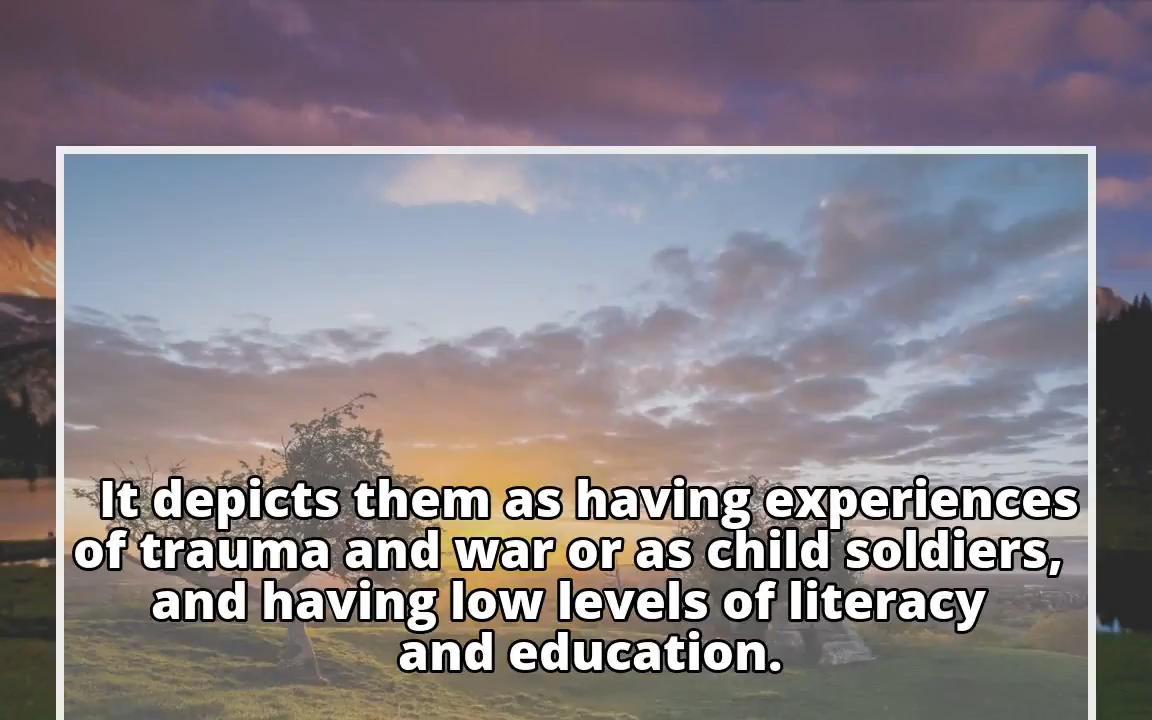 It depicts them as having experiences
of trauma and war or as child soldiers,
and having low levels of literacy
and education.